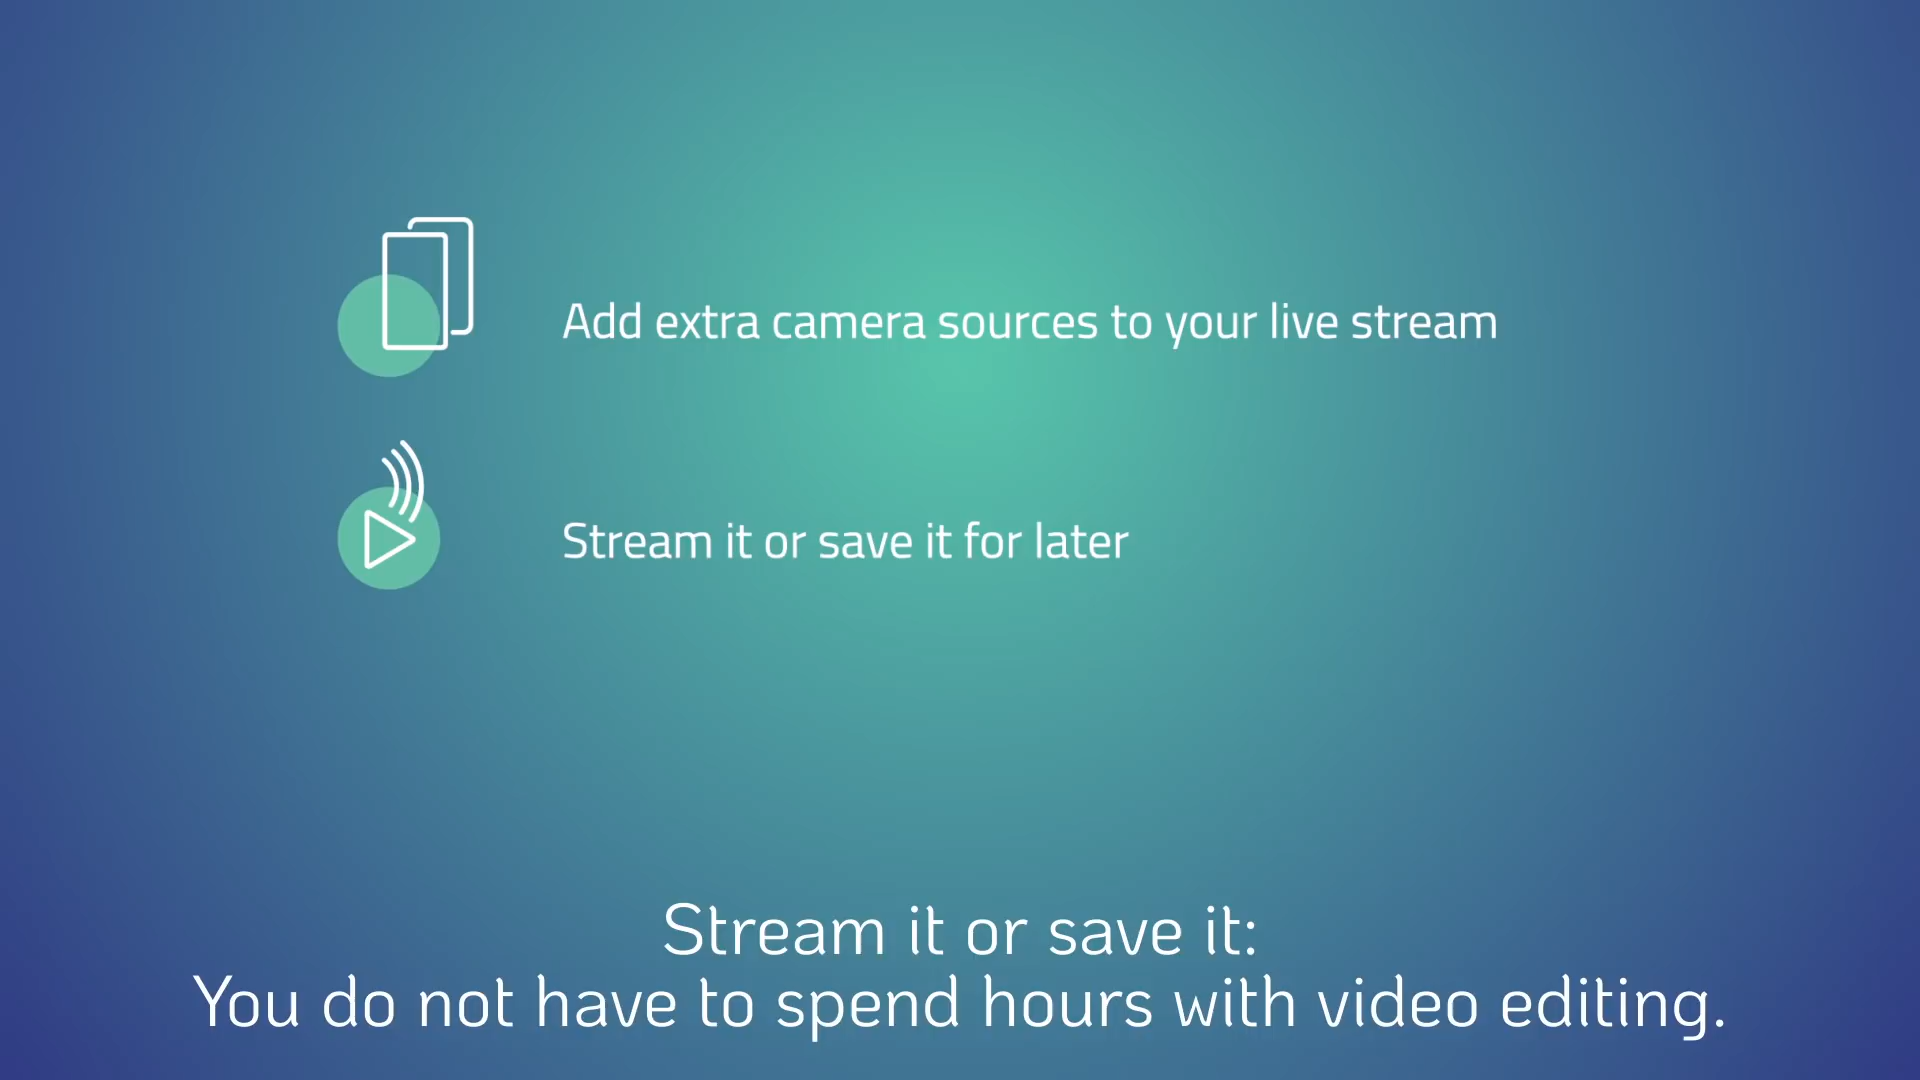 Add extra camera sources to your live stream
Stream it or save it for later
Stream it or save it:
You do not have to spend hours with video editing.